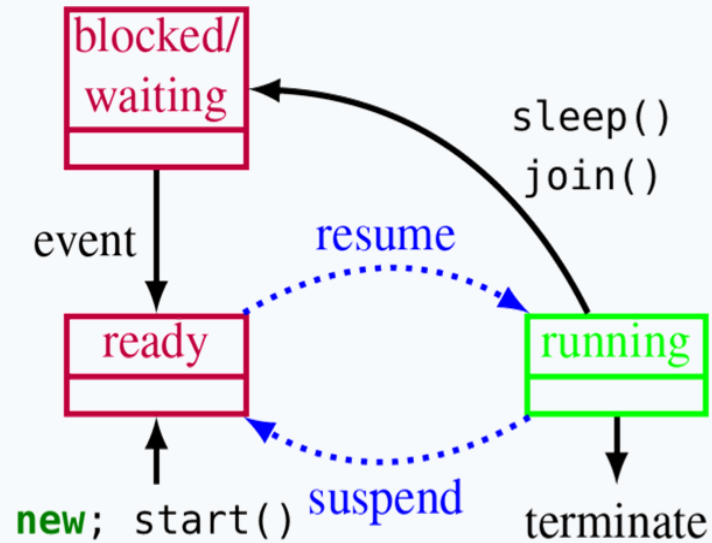 blocked/
waiting
sleep()
join()
event
resume
ready
running
suspend
new; start()
terminate